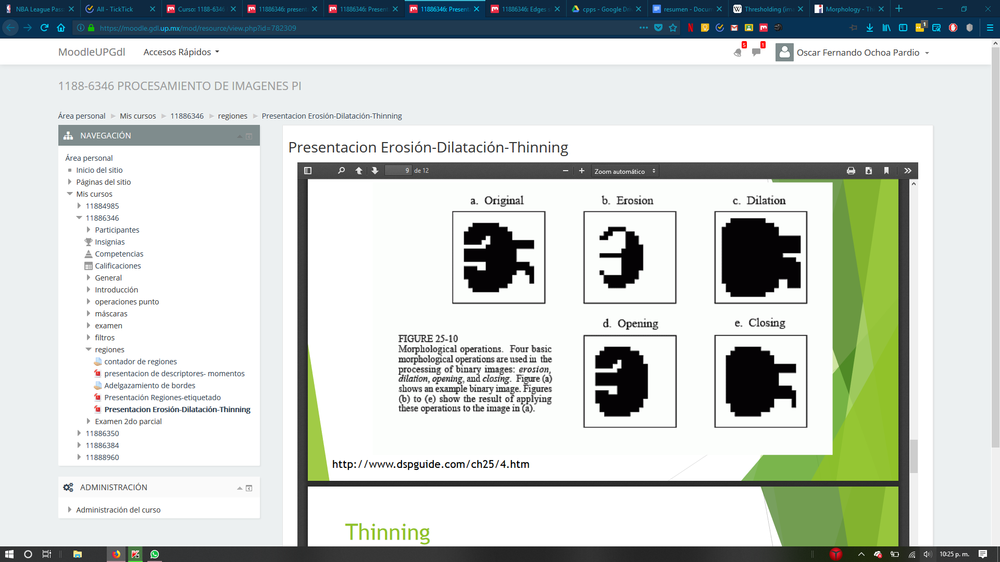 NBA League Pass
All - TickTick
Curso: 1188-6346
11886346: present
11886346: Present
11886346: Present
11886346: Edges
cpps - Google Dri
resumen - Docum
Thresholding (im
Morphology - Th
https://moodle.gdl.up.mx/mod/resource/view.php?id=782309
1
MoodleUPGdl
Accesos Rápidos
5
1
Oscar Fernando Ochoa Pardio
1188-6346 PROCESAMIENTO DE IMAGENES PI
Área personal
Mis cursos
11886346
regiones
Presentacion Erosión-Dilatación-Thinning
NAVEGACIÓN
Área personal
Inicio del sitio
Páginas del sitio
Mis cursos
11884985
11886346
Participantes
Insignias
Competencias
Calificaciones
General
Introducción
operaciones punto
máscaras
examen
filtros
regiones
contador de regiones
presentacion de descriptores- momentos
Adelgazamiento de bordes
Presentación Regiones-etiquetado
Presentacion Erosión-Dilatación-Thinning
Examen 2do parcial
11886350
11886384
11888960
ADMINISTRACIÓN
Administración del curso
Presentacion Erosión-Dilatación-Thinning
9 de 12
Zoom automático
a. Original
b. Erosion
c. Dilation
d. Opening
e. Closing
FIGURE 25-10
Morphological operations. Four basic
morphological operations are used in the
processing of binary images: erosion,
dilation, opening, and closing. Figure (a)
shows an example binary image. Figures
(b) to (e) show the result of applying
these operations to the image in (a).
http://www.dspguide.com/ch25/4.htm
Thinning
10:25 p. m.